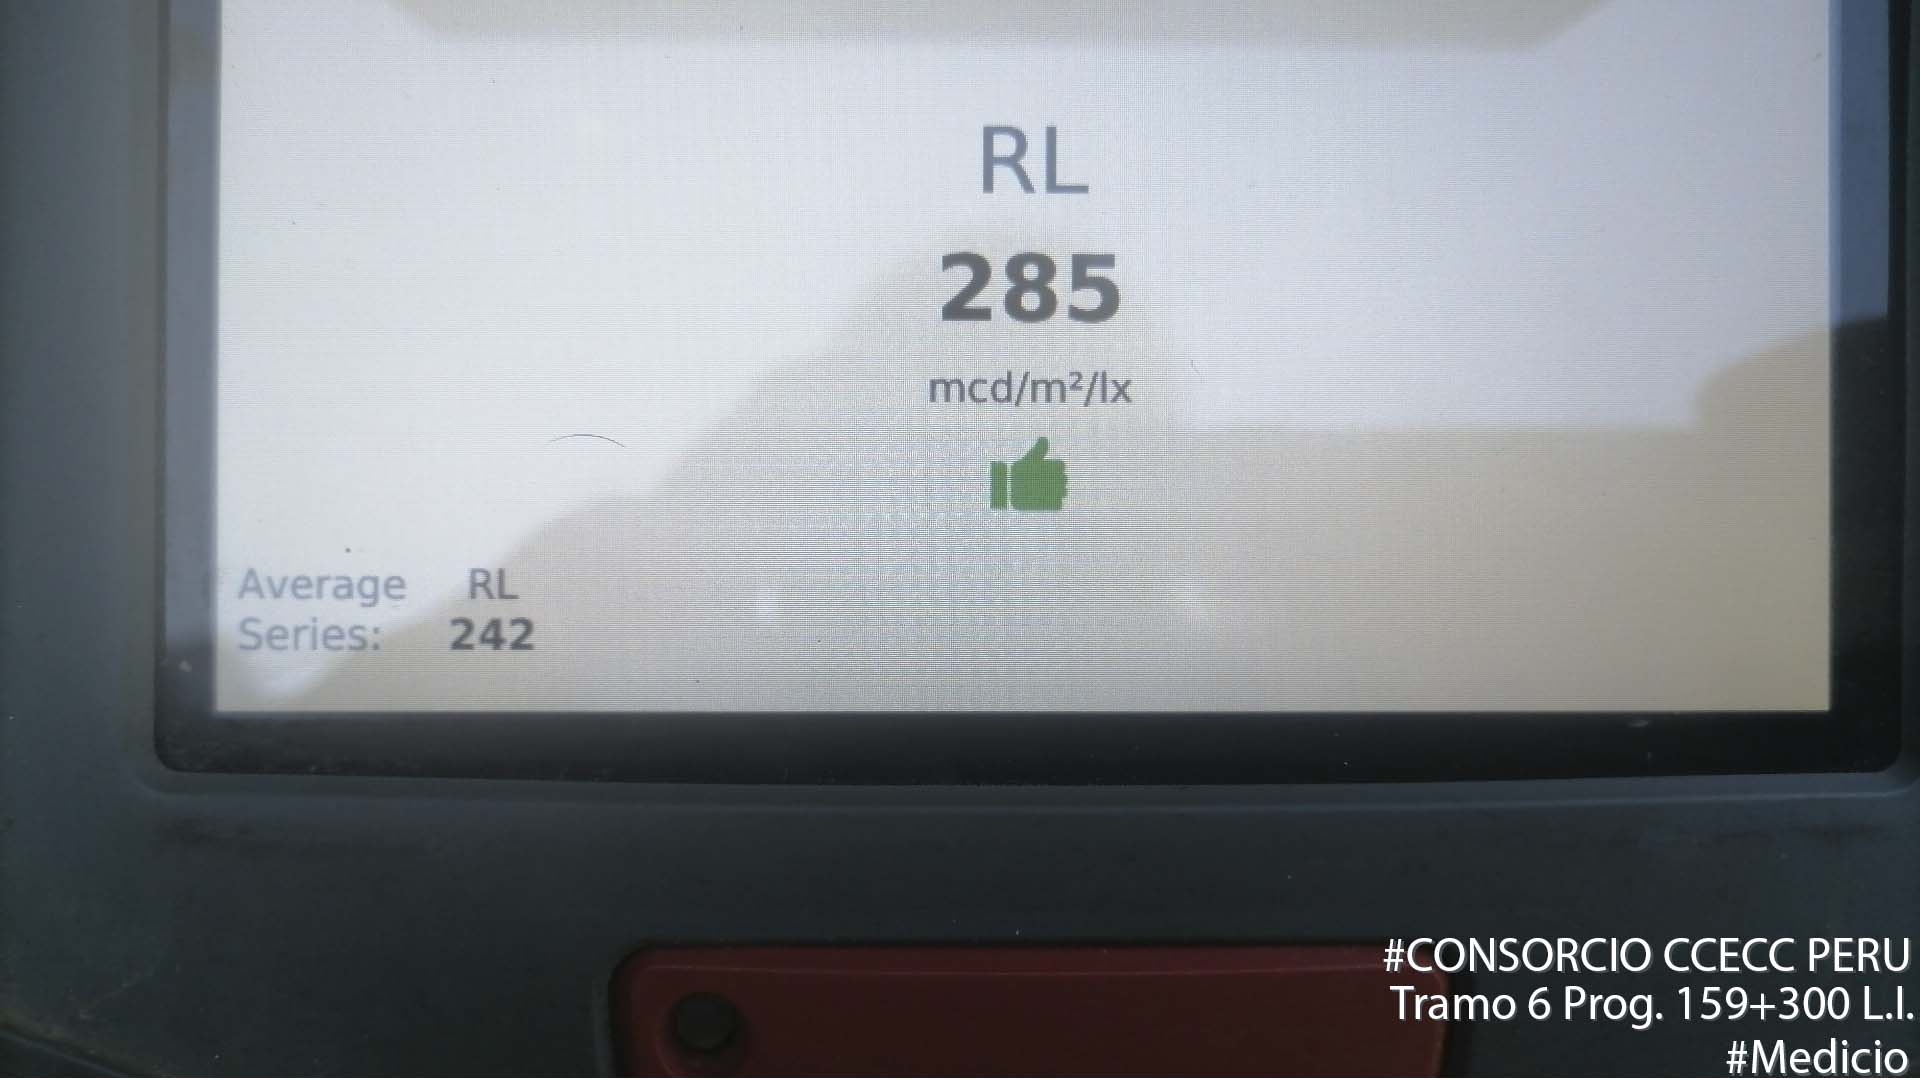 RL
285
mcd/m²/lx
Average RL
Series: 242
#CONSORCIO CCECC PERU
Tramo 6 Prog. 159+300 L.I.
#Medicio